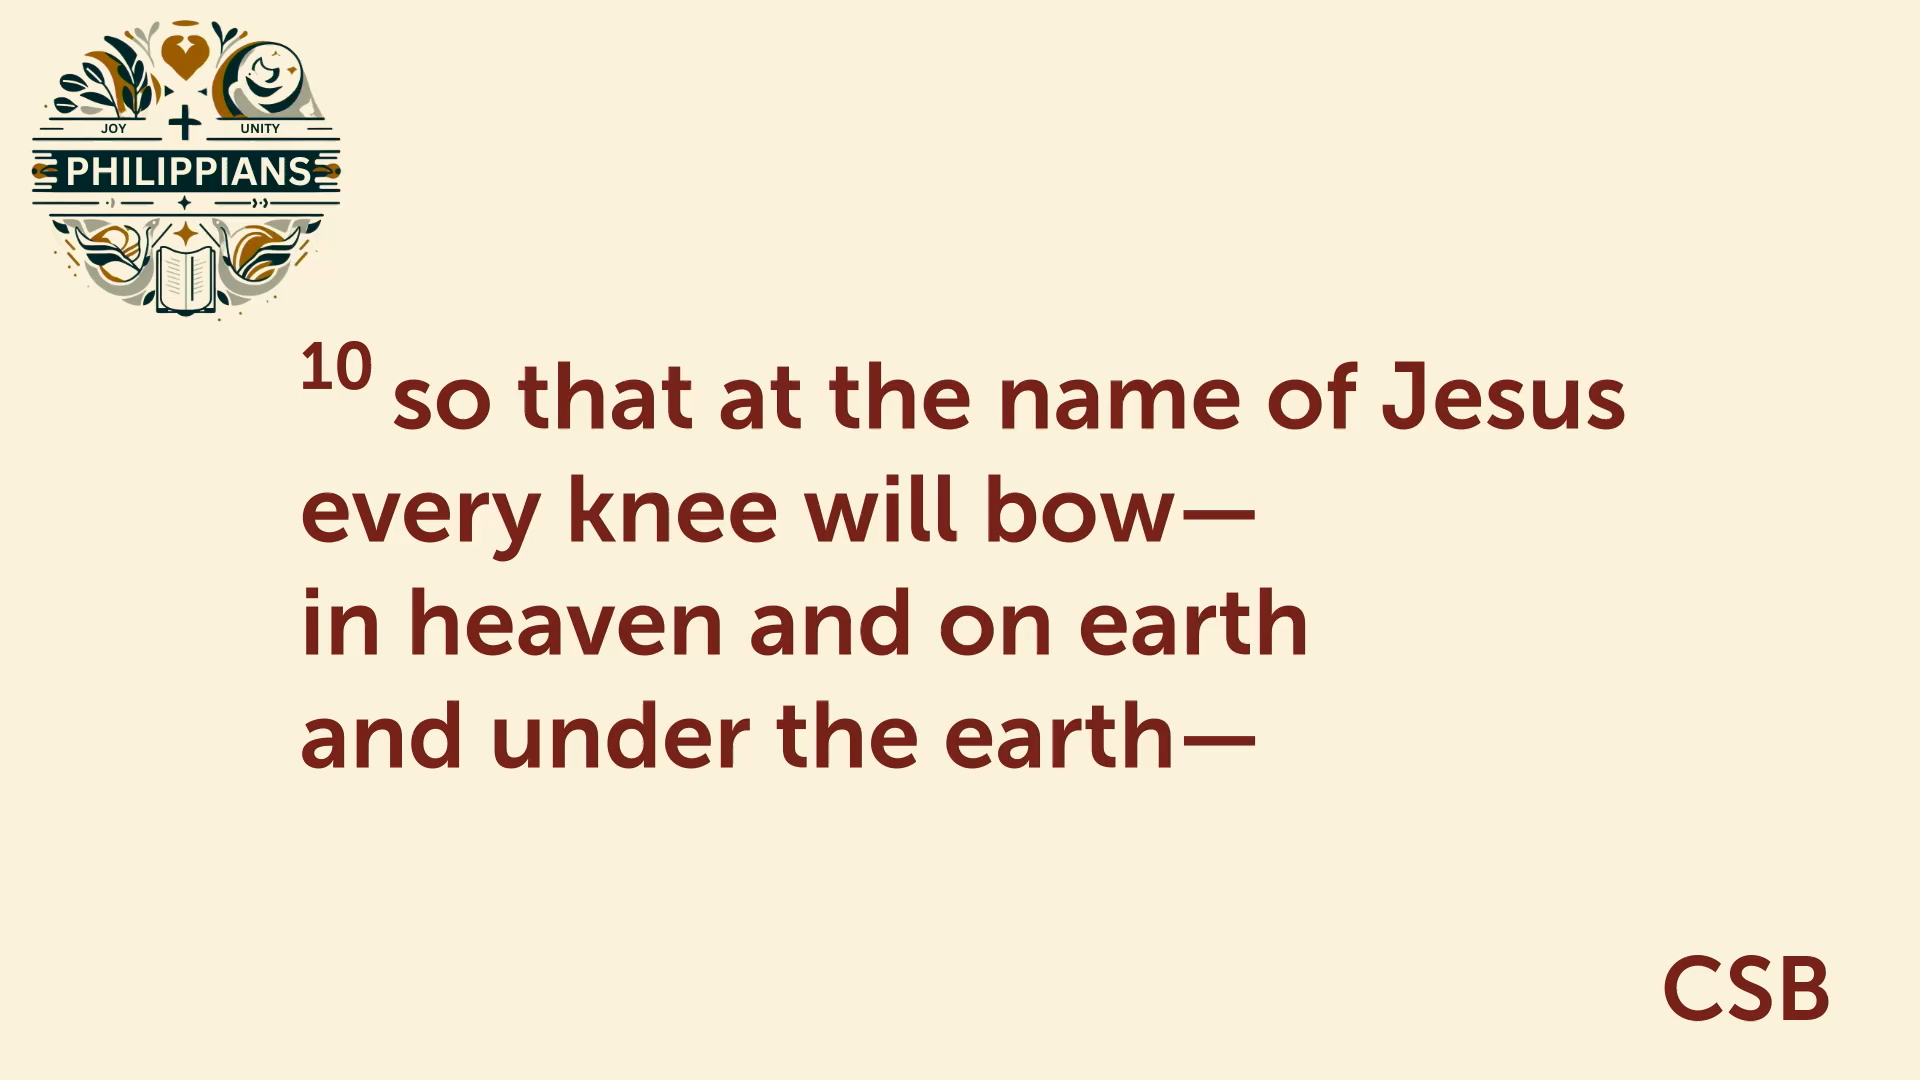 JOY
UNITY
PHILIPPIANS
10 so that at the name of Jesus
every knee will bow—
in heaven and on earth
and under the earth—
CSB